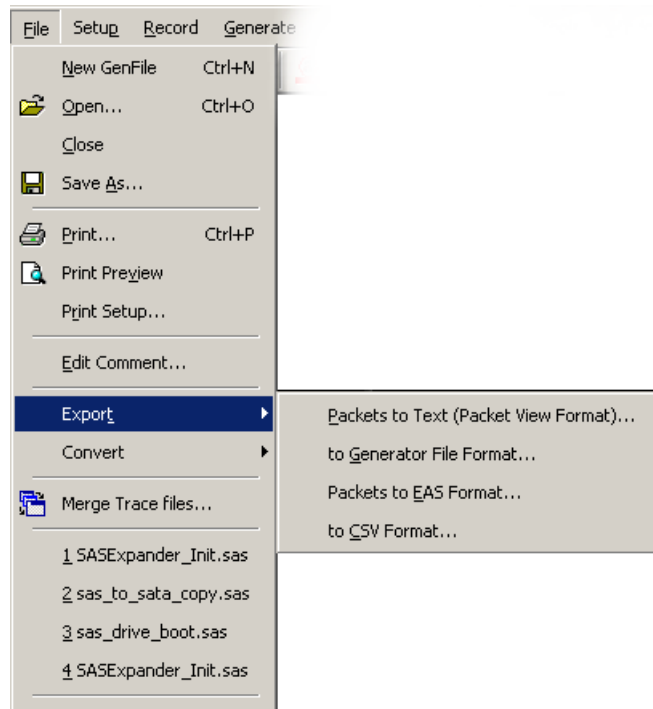 File Setup Record Generate
New GenFile Ctrl+N
Open... Ctrl+O
Close
Save As...
Print... Ctrl+P
Print Preview
Print Setup...
Edit Comment...
Export
Packets to Text (Packet View Format)...
to Generator File Format...
Packets to EAS Format...
to CSV Format...
Convert
Merge Trace files...
1 SASExpander_Init.sas
2 sas_to_sata_copy.sas
3 sas_drive_boot.sas
4 SASExpander_Init.sas